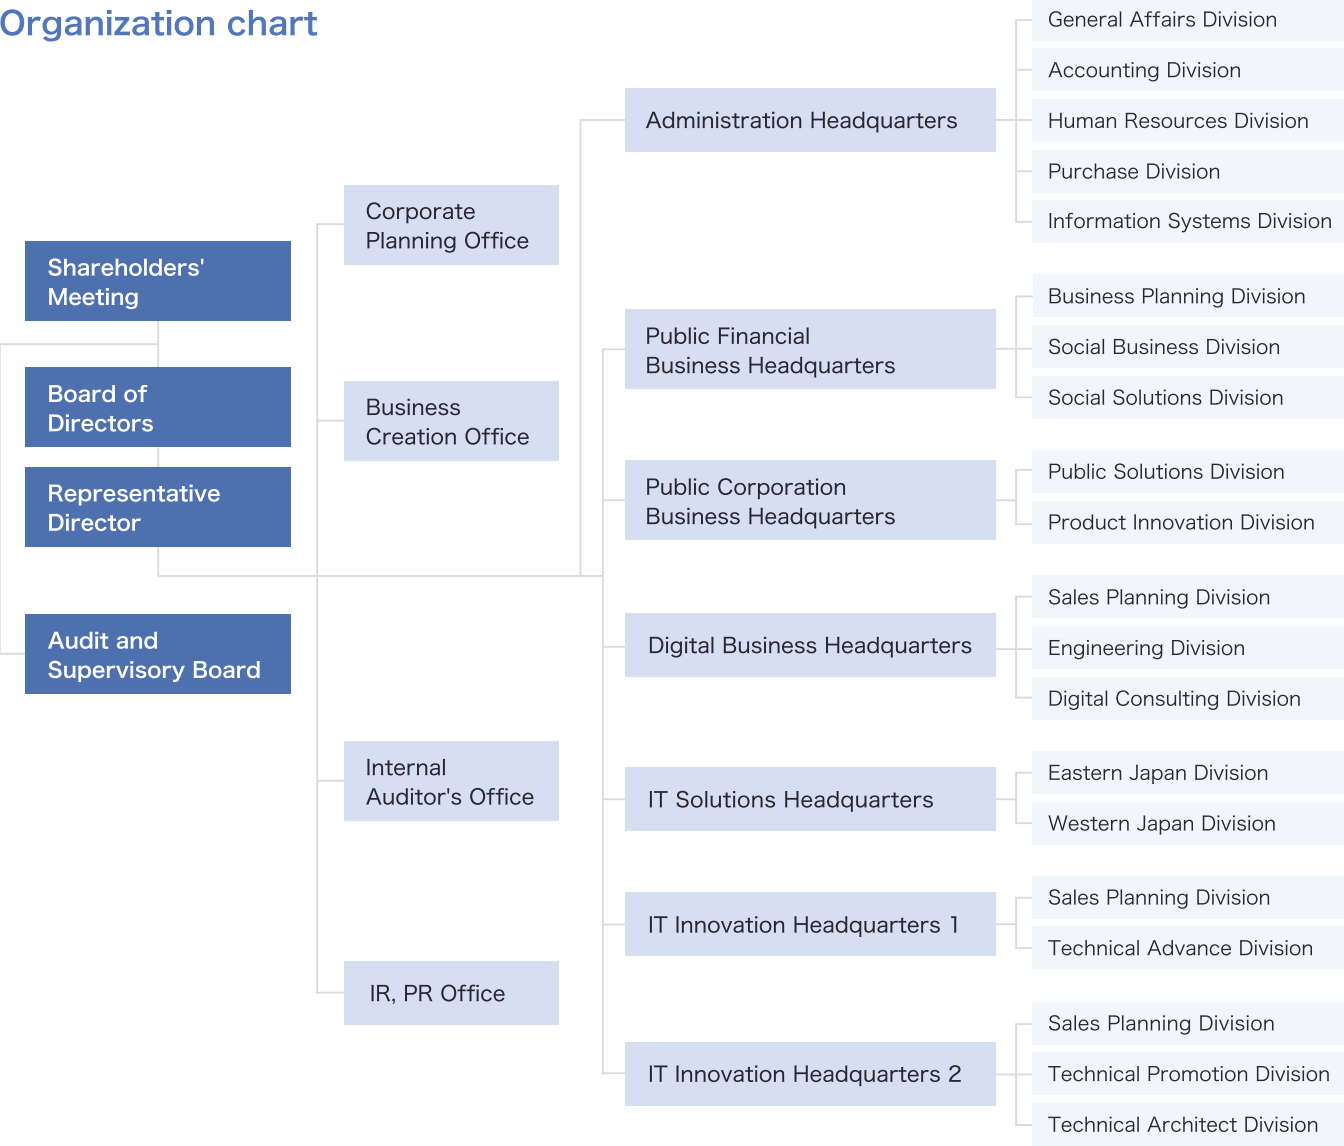 Organization chart
Shareholders'
Meeting
Board of
Directors
Representative
Director
Audit and
Supervisory Board
Corporate
Planning Office
Business
Creation Office
Internal
Auditor's Office
IR, PR Office
Administration Headquarters
General Affairs Division
Accounting Division
Human Resources Division
Purchase Division
Information Systems Division
Public Financial
Business Headquarters
Business Planning Division
Social Business Division
Social Solutions Division
Public Corporation
Business Headquarters
Public Solutions Division
Product Innovation Division
Digital Business Headquarters
Sales Planning Division
Engineering Division
Digital Consulting Division
IT Solutions Headquarters
Eastern Japan Division
Western Japan Division
IT Innovation Headquarters 1
Sales Planning Division
Technical Advance Division
IT Innovation Headquarters 2
Sales Planning Division
Technical Promotion Division
Technical Architect Division